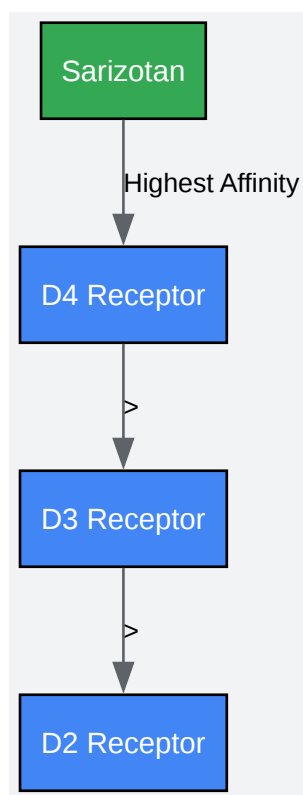 Sarizotan
Highest Affinity
D4 Receptor
>
D3 Receptor
>
D2 Receptor